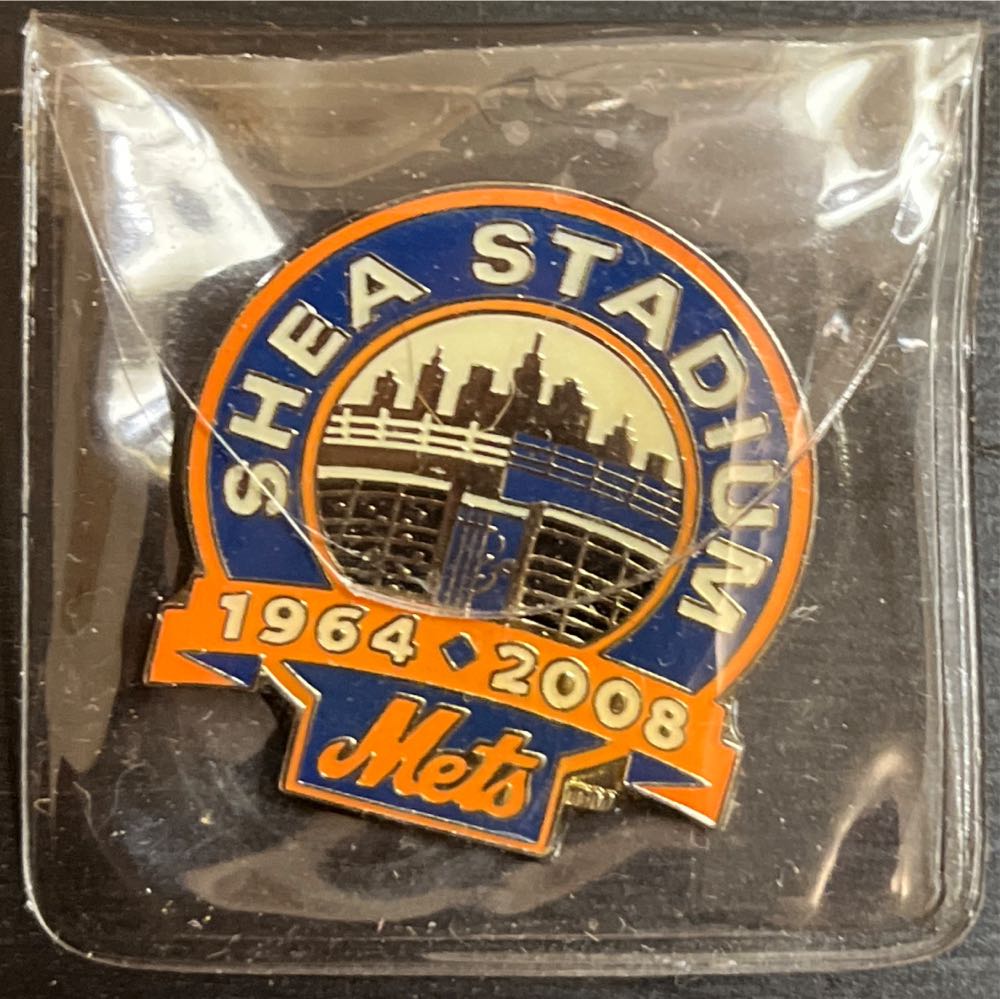 SHEA STADIUM
1964 ◆ 2008
Mets